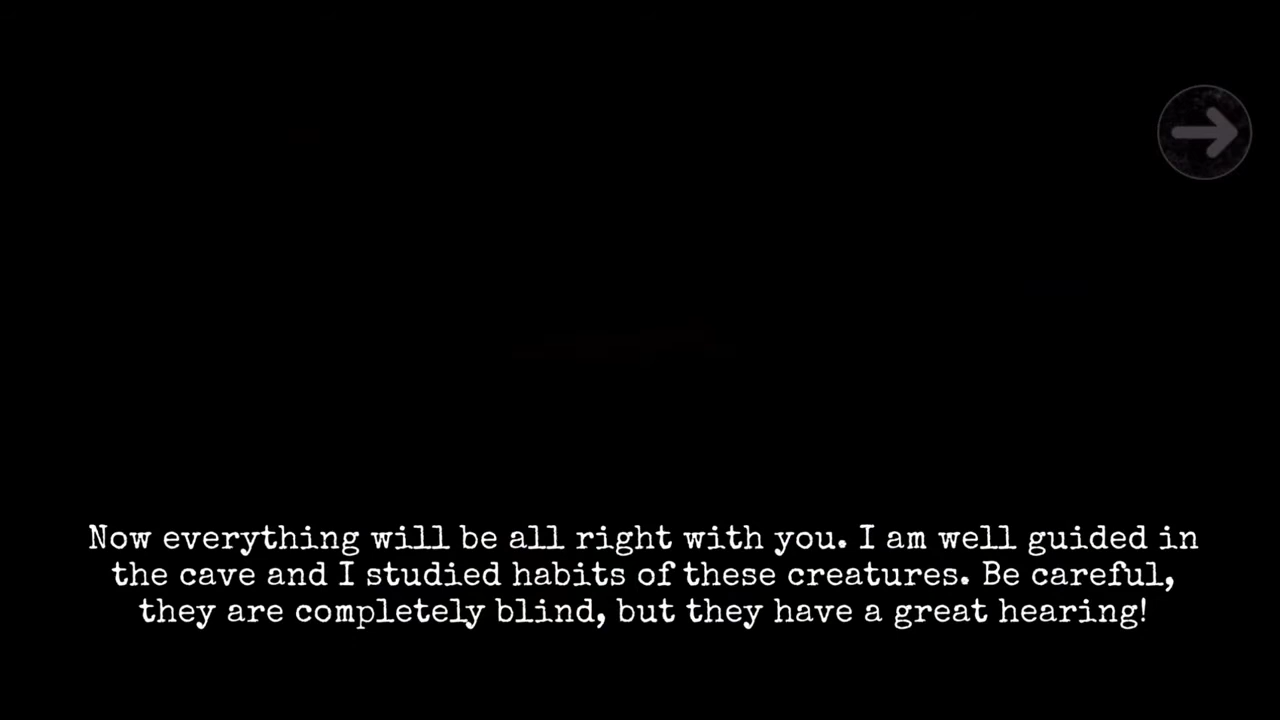 Now everything will be all right with you. I am well guided in
the cave and I studied habits of these creatures. Be careful,
they are completely blind, but they have a great hearing!